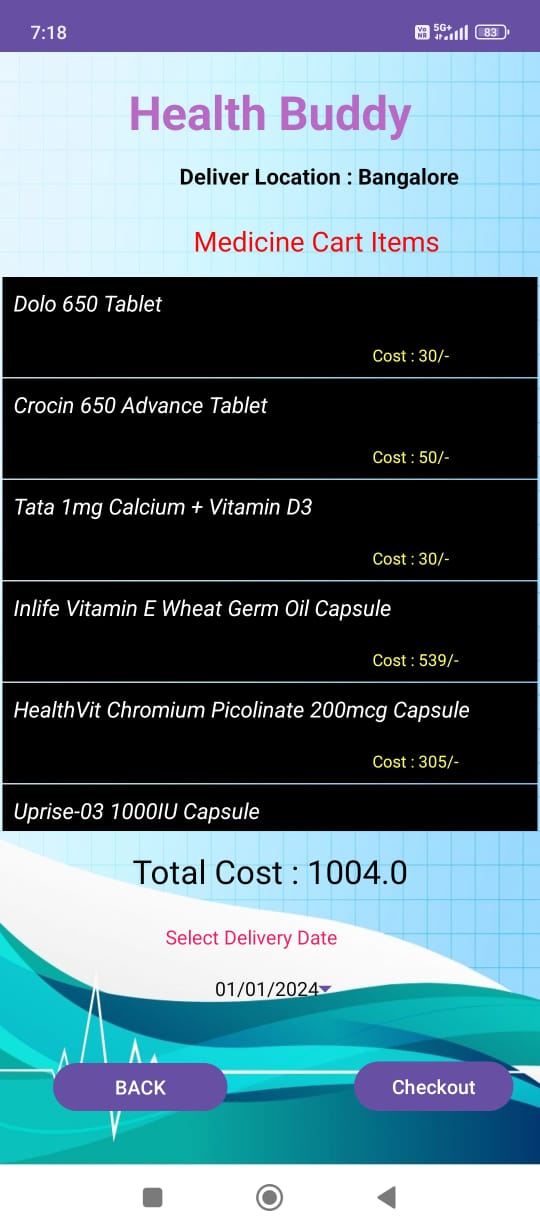 7:18
Vo NR 5G+ 83
Health Buddy
Deliver Location : Bangalore
Medicine Cart Items
Dolo 650 Tablet
Cost : 30/-
Crocin 650 Advance Tablet
Cost : 50/-
Tata 1mg Calcium + Vitamin D3
Cost : 30/-
Inlife Vitamin E Wheat Germ Oil Capsule
Cost : 539/-
HealthVit Chromium Picolinate 200mcg Capsule
Cost : 305/-
Uprise-03 1000IU Capsule
Total Cost : 1004.0
Select Delivery Date
01/01/2024
BACK
Checkout